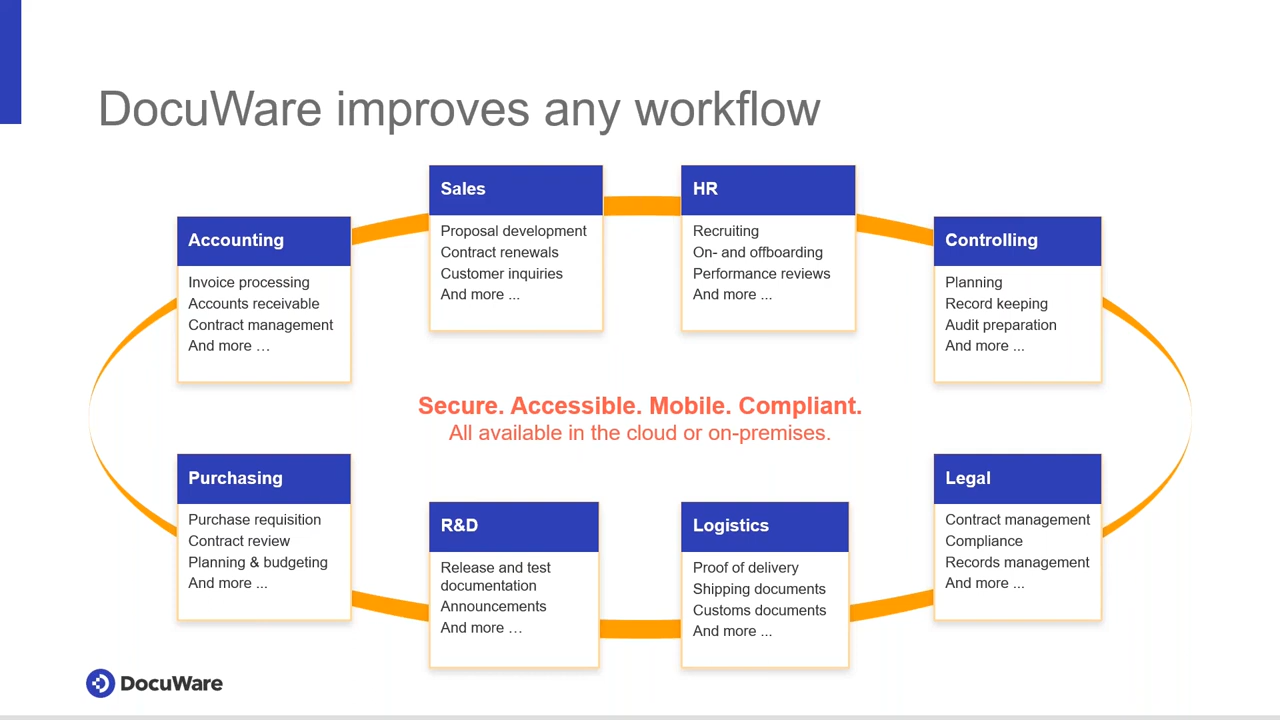 DocuWare improves any workflow
Accounting
Invoice processing
Accounts receivable
Contract management
And more …
Sales
Proposal development
Contract renewals
Customer inquiries
And more ...
HR
Recruiting
On- and offboarding
Performance reviews
And more ...
Controlling
Planning
Record keeping
Audit preparation
And more ...
Secure. Accessible. Mobile. Compliant.
All available in the cloud or on-premises.
Purchasing
Purchase requisition
Contract review
Planning & budgeting
And more ...
R&D
Release and test
documentation
Announcements
And more …
Logistics
Proof of delivery
Shipping documents
Customs documents
And more ...
Legal
Contract management
Compliance
Records management
And more ...
DocuWare